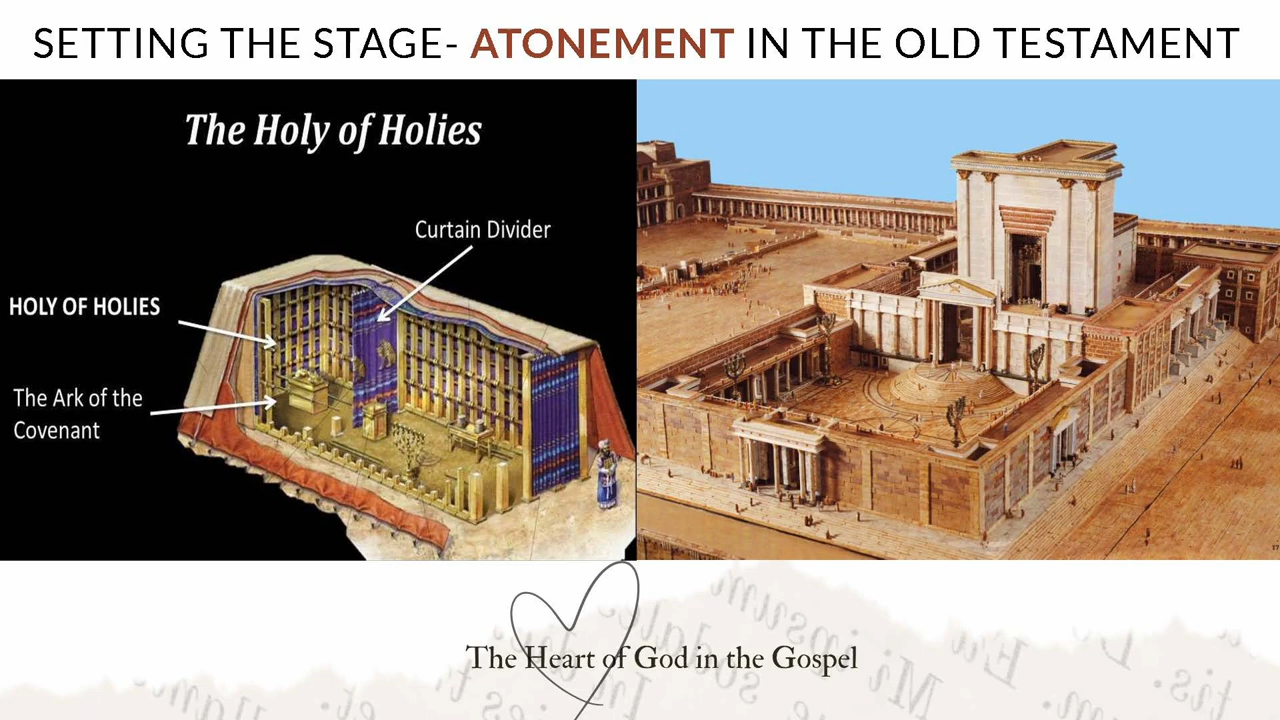 SETTING THE STAGE- ATONEMENT IN THE OLD TESTAMENT
The Holy of Holies
Curtain Divider
HOLY OF HOLIES
The Ark of the
Covenant
The Heart of God in the Gospel